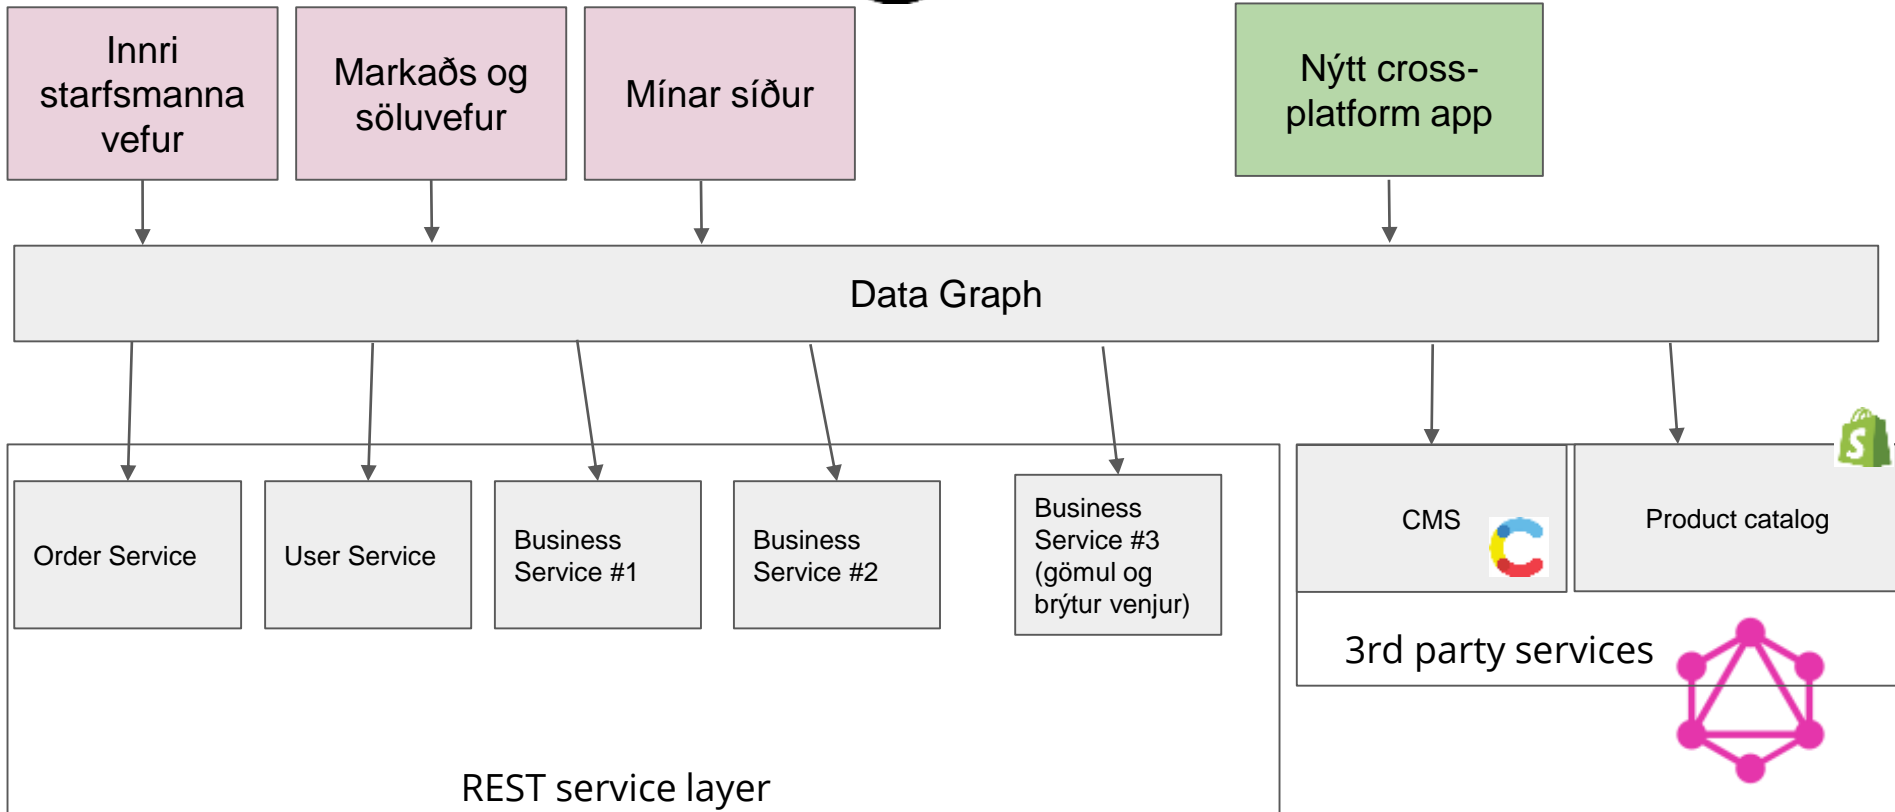 Innri
starfsmanna
vefur
Markaðs og
söluvefur
Mínar síður
Nýtt cross-
platform app
Data Graph
Order Service
User Service
Business
Service #1
Business
Service #2
Business
Service #3
(gömul og
brýtur venjur)
CMS
Product catalog
3rd party services
REST service layer